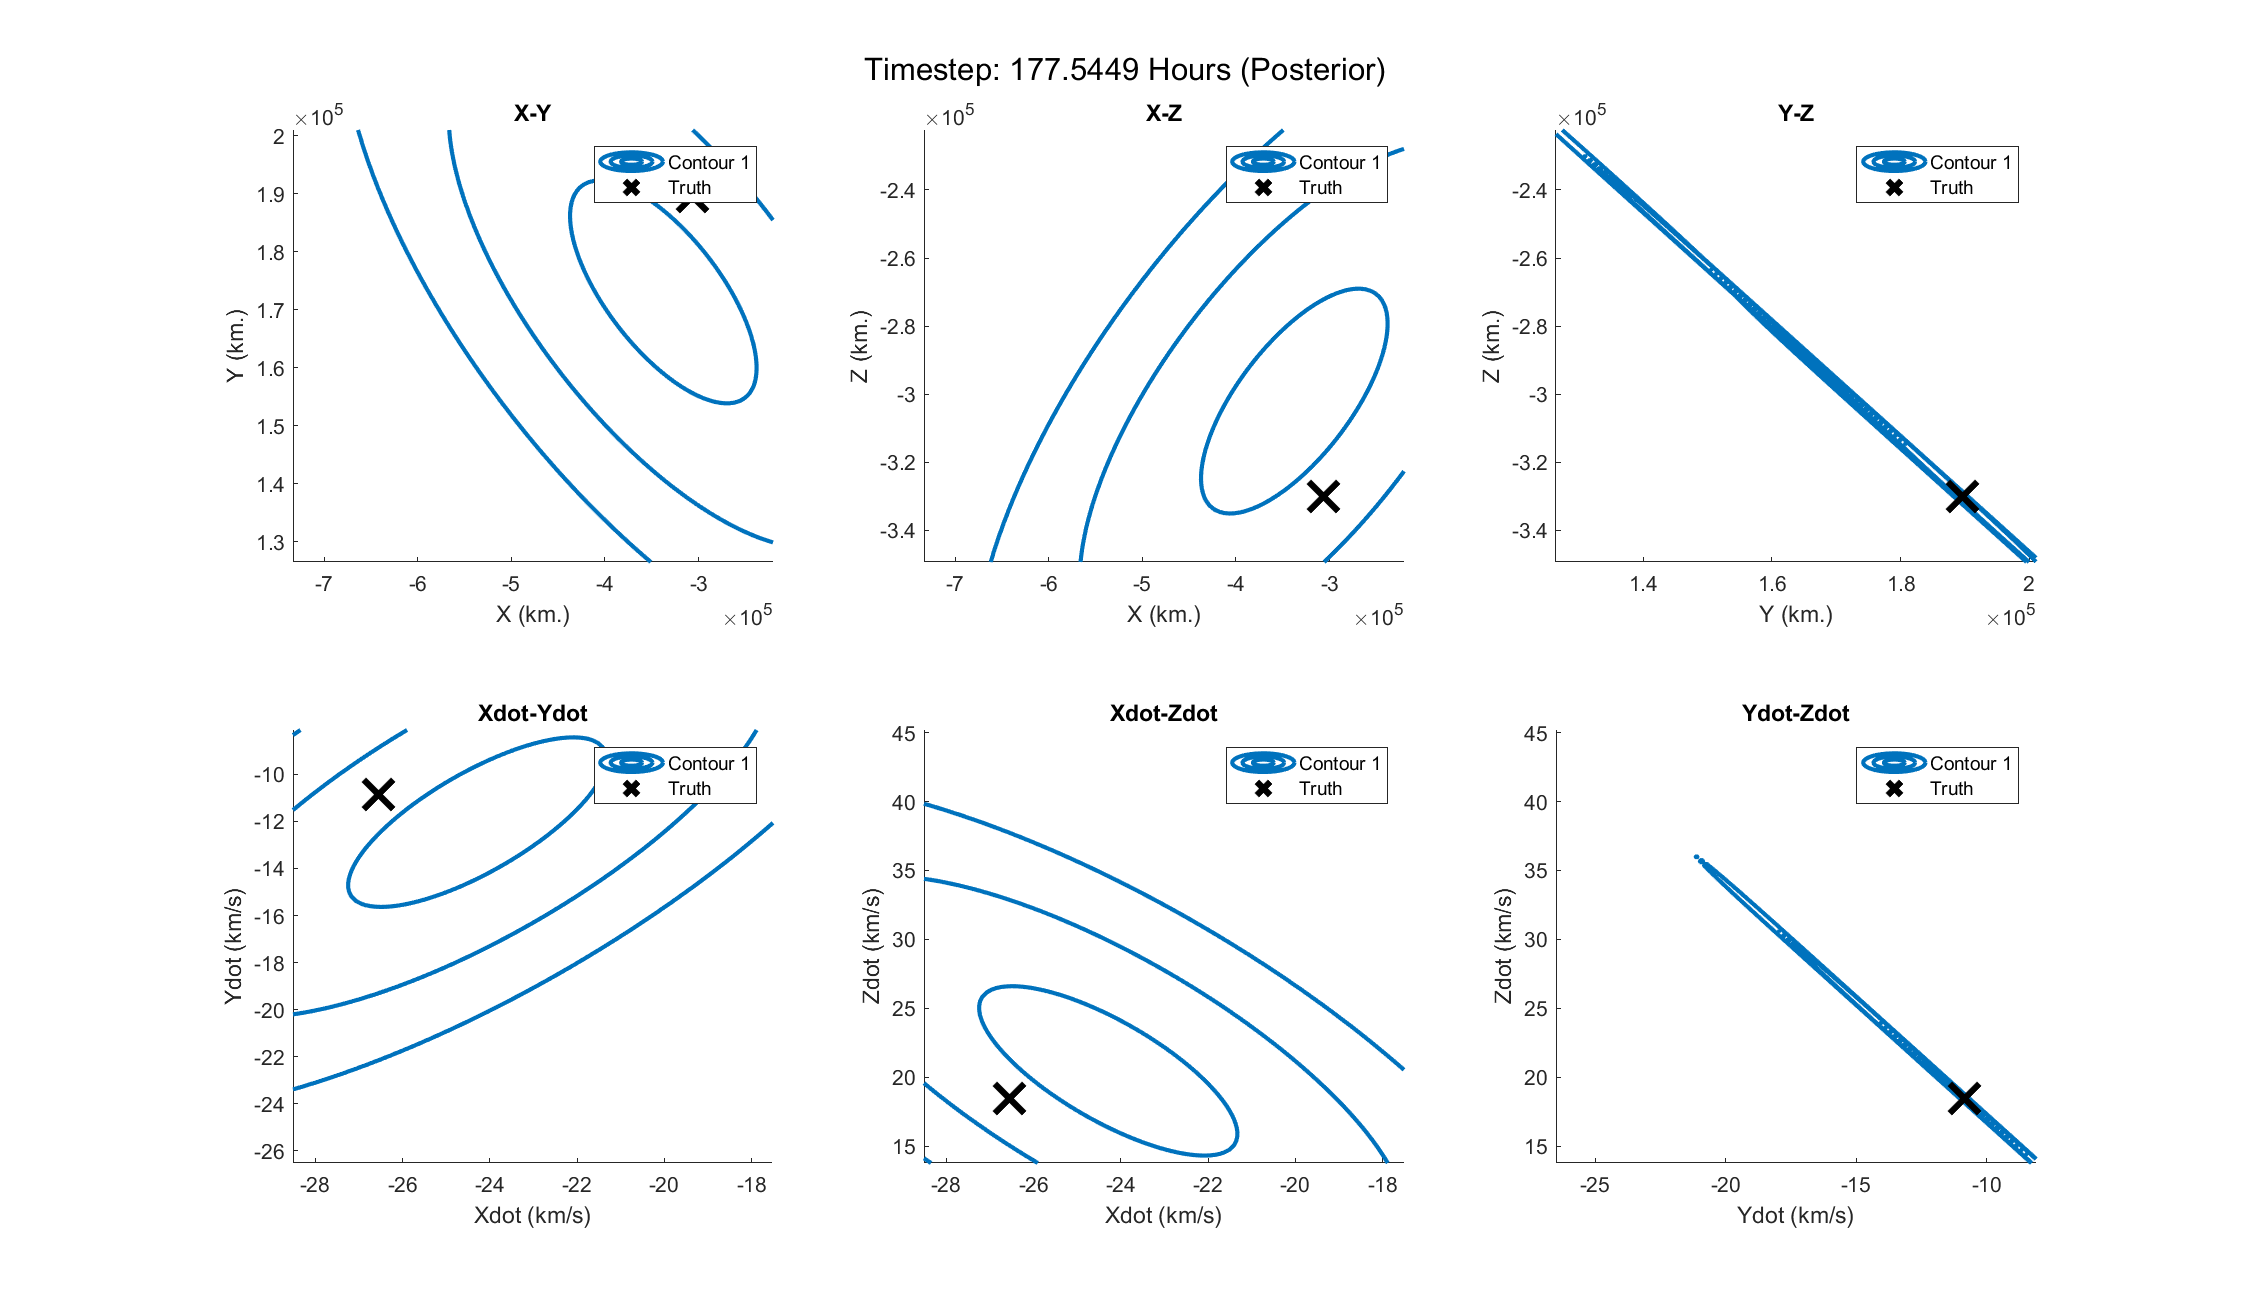 Timestep: 177.5449 Hours (Posterior)
X-Y
×10^5
2
1.9
1.8
1.7
1.6
1.5
1.4
1.3
Y (km.)
-7 -6 -5 -4 -3
X (km.)
×10^5
Contour 1
Truth
X-Z
×10^5
-2.4
-2.6
-2.8
-3
-3.2
-3.4
Z (km.)
-7 -6 -5 -4 -3
X (km.)
×10^5
Contour 1
Truth
Y-Z
×10^5
-2.4
-2.6
-2.8
-3
-3.2
-3.4
Z (km.)
1.4 1.6 1.8 2
Y (km.)
×10^5
Contour 1
Truth
Xdot-Ydot
-10
-12
-14
-16
-18
-20
-22
-24
-26
Ydot (km/s)
-28 -26 -24 -22 -20 -18
Xdot (km/s)
Contour 1
Truth
Xdot-Zdot
45
40
35
30
25
20
15
Zdot (km/s)
-28 -26 -24 -22 -20 -18
Xdot (km/s)
Contour 1
Truth
Ydot-Zdot
45
40
35
30
25
20
15
Zdot (km/s)
-25 -20 -15 -10
Ydot (km/s)
Contour 1
Truth